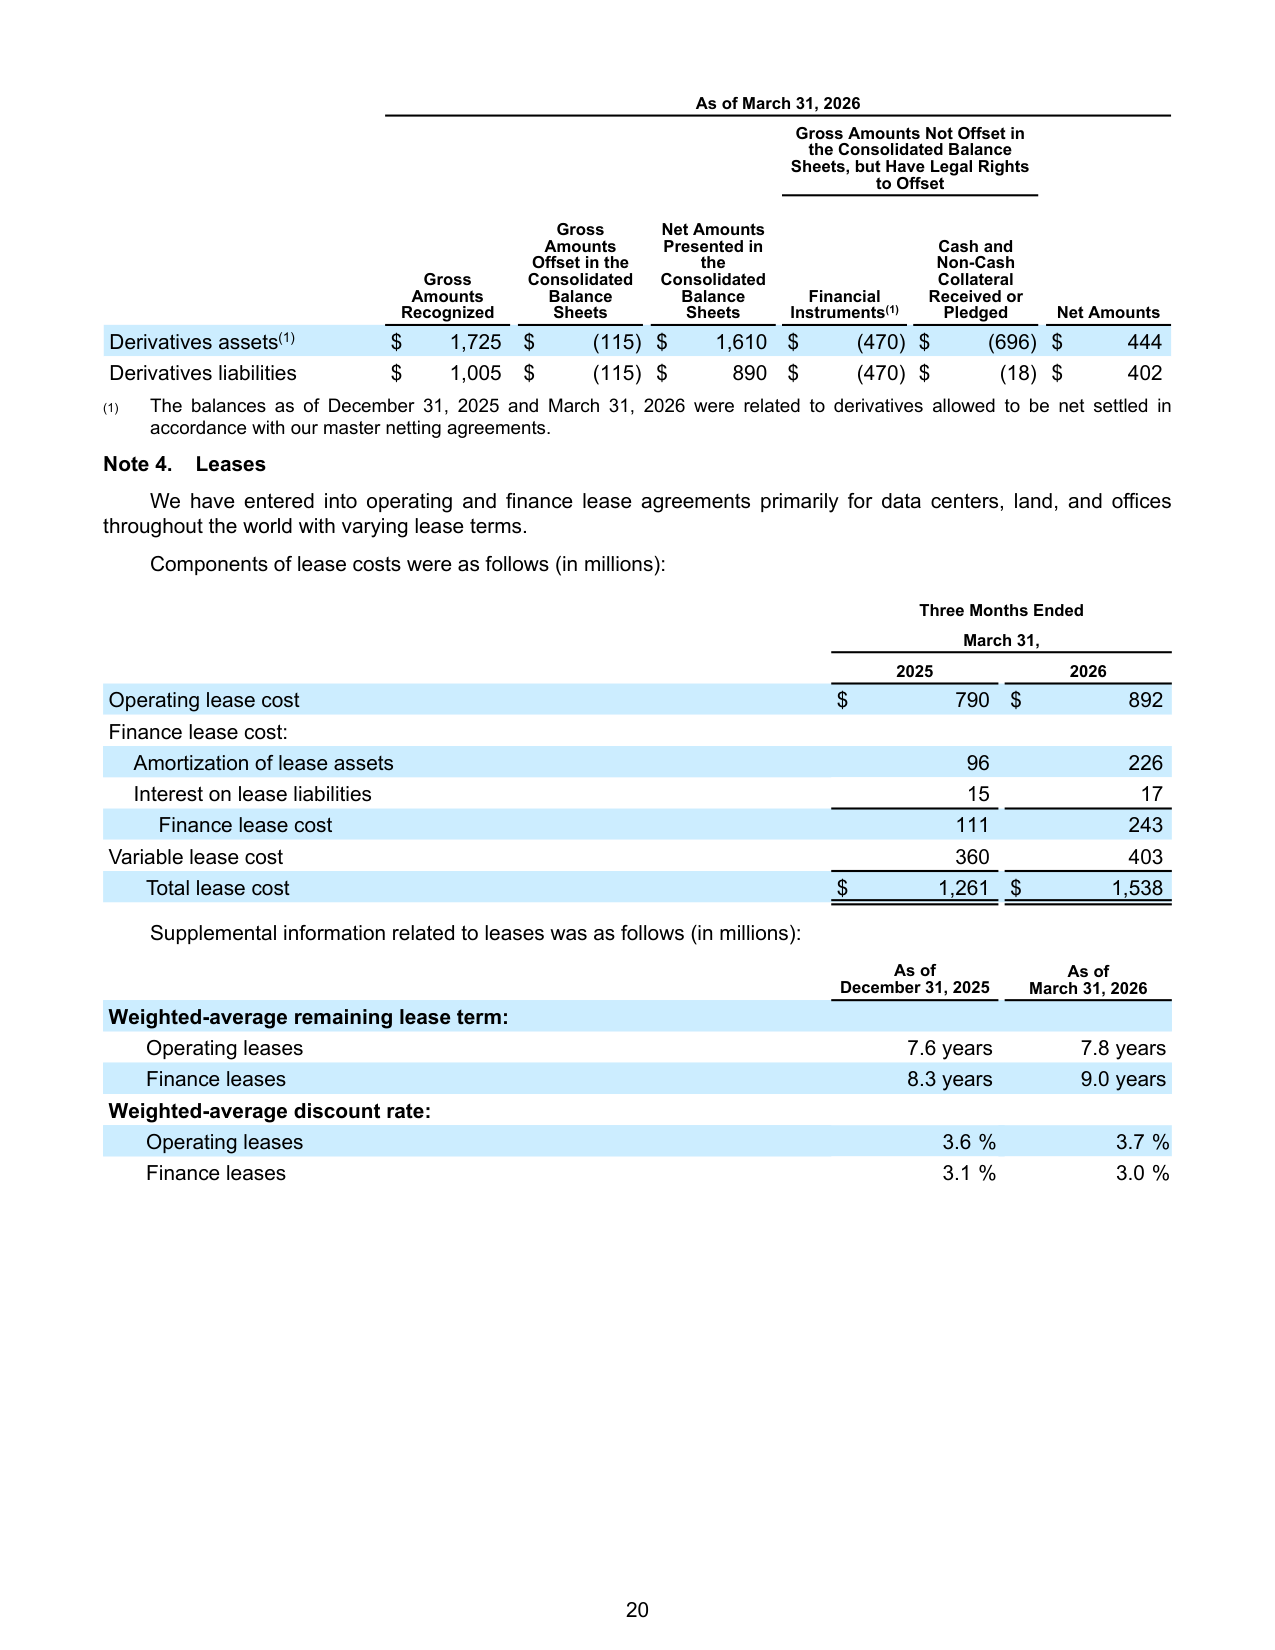 As of March 31, 2026
Gross Amounts Not Offset in
the Consolidated Balance
Sheets, but Have Legal Rights
to Offset
Gross Amounts Recognized
Gross Amounts Offset in the Consolidated Balance Sheets
Net Amounts Presented in the Consolidated Balance Sheets
Financial Instruments(1)
Cash and Non-Cash Collateral Received or Pledged
Net Amounts
Derivatives assets(1) $ 1,725 $ (115) $ 1,610 $ (470) $ (696) $ 444
Derivatives liabilities $ 1,005 $ (115) $ 890 $ (470) $ (18) $ 402
(1) The balances as of December 31, 2025 and March 31, 2026 were related to derivatives allowed to be net settled in
accordance with our master netting agreements.
Note 4. Leases
We have entered into operating and finance lease agreements primarily for data centers, land, and offices
throughout the world with varying lease terms.
Components of lease costs were as follows (in millions):
Three Months Ended
March 31,
2025 2026
Operating lease cost $ 790 $ 892
Finance lease cost:
Amortization of lease assets 96 226
Interest on lease liabilities 15 17
Finance lease cost 111 243
Variable lease cost 360 403
Total lease cost $ 1,261 $ 1,538
Supplemental information related to leases was as follows (in millions):
As of December 31, 2025
As of March 31, 2026
Weighted-average remaining lease term:
Operating leases 7.6 years 7.8 years
Finance leases 8.3 years 9.0 years
Weighted-average discount rate:
Operating leases 3.6 % 3.7 %
Finance leases 3.1 % 3.0 %
20